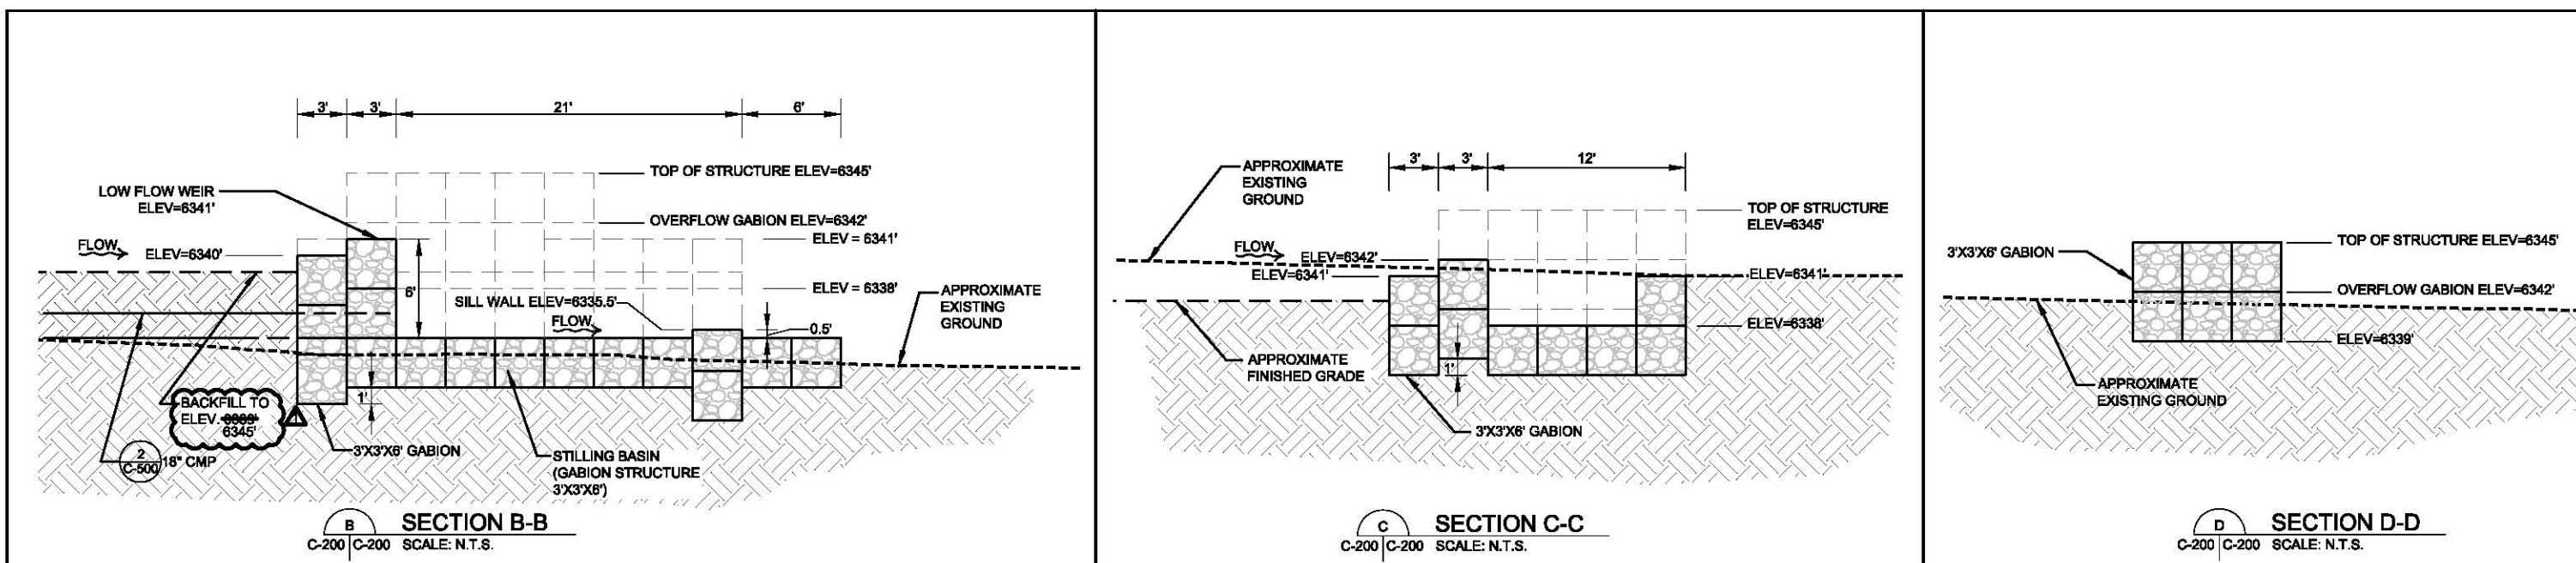 3'
3'
21'
6'
TOP OF STRUCTURE ELEV=6345'
LOW FLOW WEIR
ELEV=6341'
OVERFLOW GABION ELEV=6342'
ELEV = 6341'
FLOW
ELEV=6340'
6'
ELEV = 6338'
SILL WALL ELEV=6335.5'
FLOW
APPROXIMATE
EXISTING
GROUND
0.5'
1'
BACKFILL TO
ELEV.
6345'
3'X3'X6' GABION
2
C-500
18" CMP
STILLING BASIN
(GABION STRUCTURE
3'X3'X6')
B
SECTION B-B
C-200 C-200 SCALE: N.T.S.
3'
3'
12'
APPROXIMATE
EXISTING
GROUND
TOP OF STRUCTURE
ELEV=6345'
FLOW
ELEV=6342'
ELEV=6341'
ELEV=6341'
ELEV=6338'
1'
APPROXIMATE
FINISHED GRADE
3'X3'X6' GABION
C
SECTION C-C
C-200 C-200 SCALE: N.T.S.
3'X3'X6' GABION
TOP OF STRUCTURE ELEV=6345'
OVERFLOW GABION ELEV=6342'
ELEV=6339'
APPROXIMATE
EXISTING GROUND
D
SECTION D-D
C-200 C-200 SCALE: N.T.S.